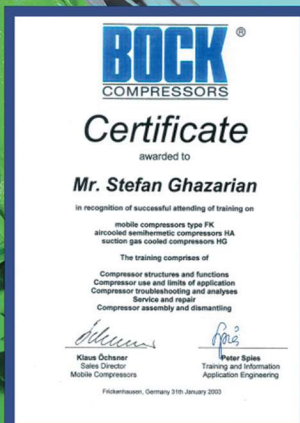 BOCK®
COMPRESSORS
Certificate
awarded to
Mr. Stefan Ghazarian
in recognition of successful attending of training on
mobile compressors type FK
aircooled semihermetic compressors HA
suction gas cooled compressors HG
The training comprises of
Compressor structures and functions
Compressor use and limits of application
Compressor troubleshooting and analyses
Service and repair
Compressor assembly and dismantling
Klaus Öchsner
Sales Director
Mobile Compressors
Peter Spies
Training and Information
Application Engineering
Frickenhausen, Germany 31th January 2003